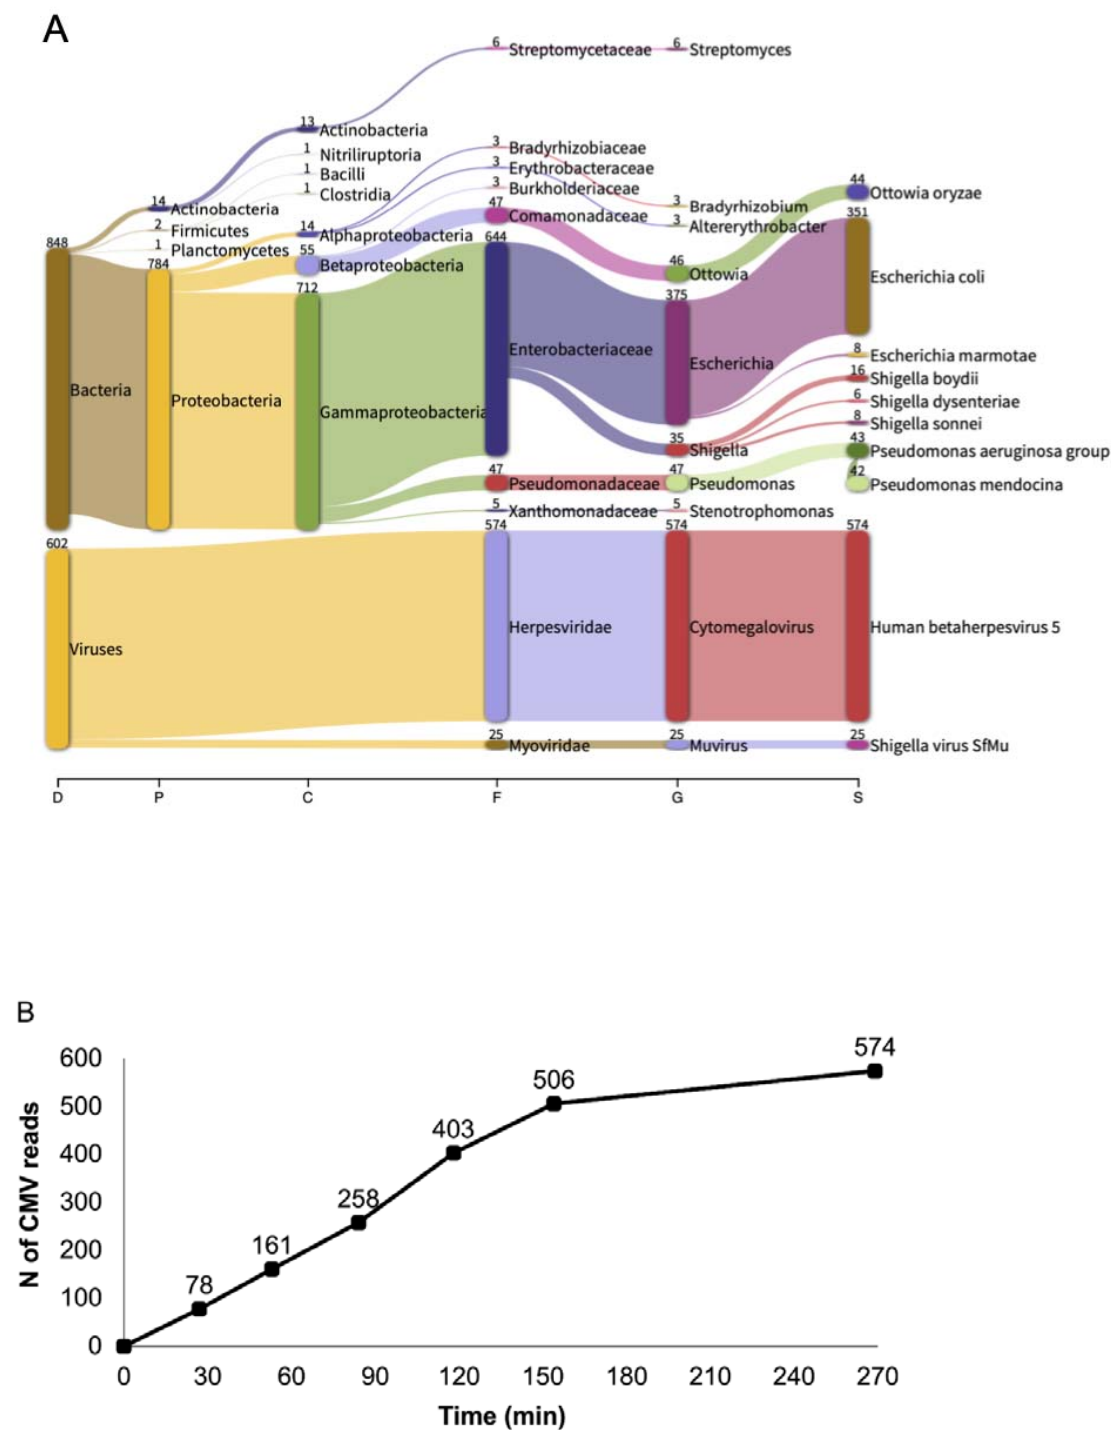 A
6 Streptomycetaceae 6 Streptomyces
13 Actinobacteria
1 Nitriliruptoria
1 Bacilli
1 Clostridia
14 Actinobacteria
2 Firmicutes
1 Planctomycetes
3 Bradyrhizobiaceae
3 Erythrobacteraceae
3 Burkholderiaceae
47 Comamonadaceae
14 Alphaproteobacteria
55 Betaproteobacteria
3 Bradyrhizobium
3 Altererythrobacter
44 Ottowia oryzae
46 Ottowia
848 Bacteria
784 Proteobacteria
712 Gammaproteobacteria
644 Enterobacteriaceae
375 Escherichia
351 Escherichia coli
8 Escherichia marmotae
16 Shigella boydii
6 Shigella dysenteriae
8 Shigella sonnei
35 Shigella
43 Pseudomonas aeruginosa group
47 Pseudomonadaceae 47 Pseudomonas 42 Pseudomonas mendocina
5 Xanthomonadaceae 5 Stenotrophomonas
602 Viruses
574 Herpesviridae 574 Cytomegalovirus 574 Human betaherpesvirus 5
25 Myoviridae 25 Muvirus 25 Shigella virus SfMu
D P C F G S
B
N of CMV reads
600
500
400
300
200
100
0
78
161
258
403
506
574
0 30 60 90 120 150 180 210 240 270
Time (min)